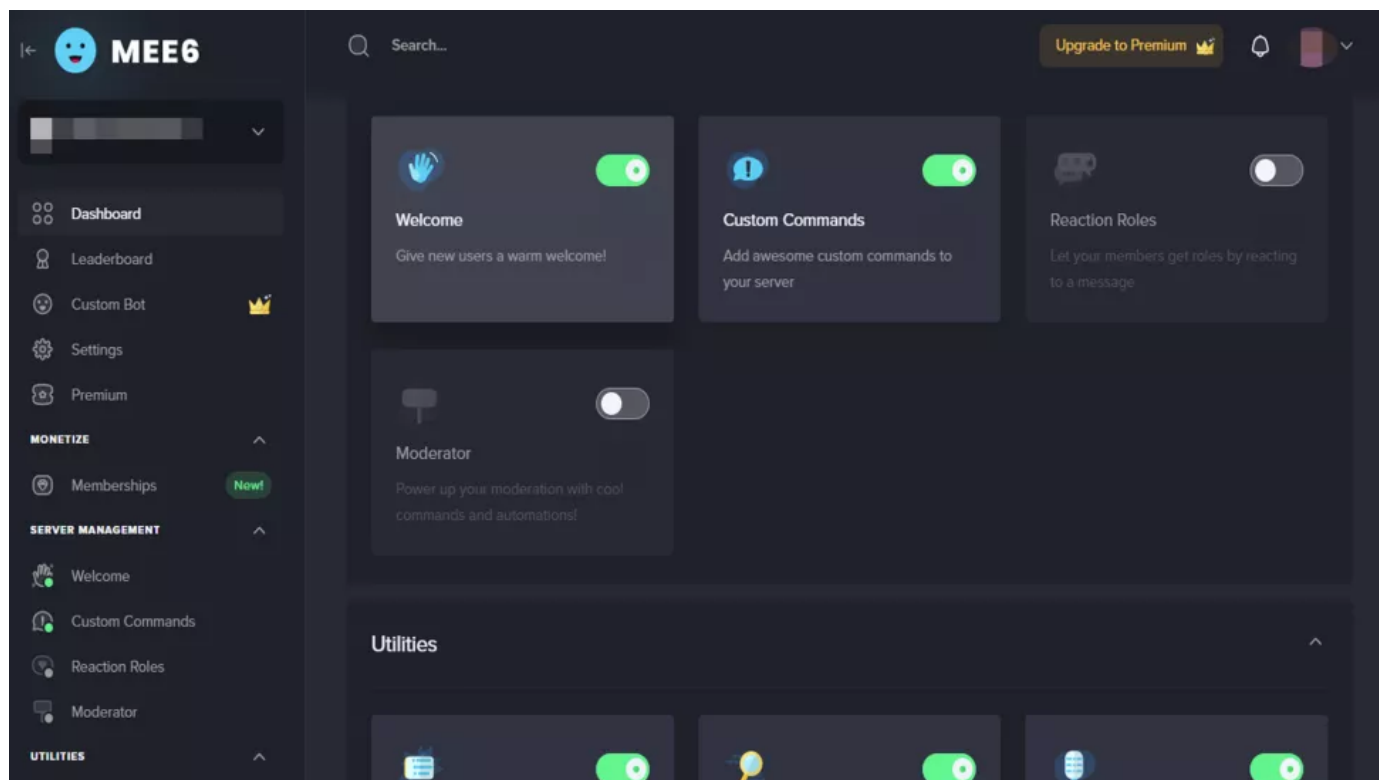 MEE6
Search...
Upgrade to Premium
Dashboard
Leaderboard
Custom Bot
Settings
Premium
MONETIZE
Memberships
New!
SERVER MANAGEMENT
Welcome
Custom Commands
Reaction Roles
Moderator
UTILITIES
Welcome
Give new users a warm welcome!
Custom Commands
Add awesome custom commands to
your server
Reaction Roles
Let your members get roles by reacting
to a message
Moderator
Power up your moderation with cool
commands and automations!
Utilities